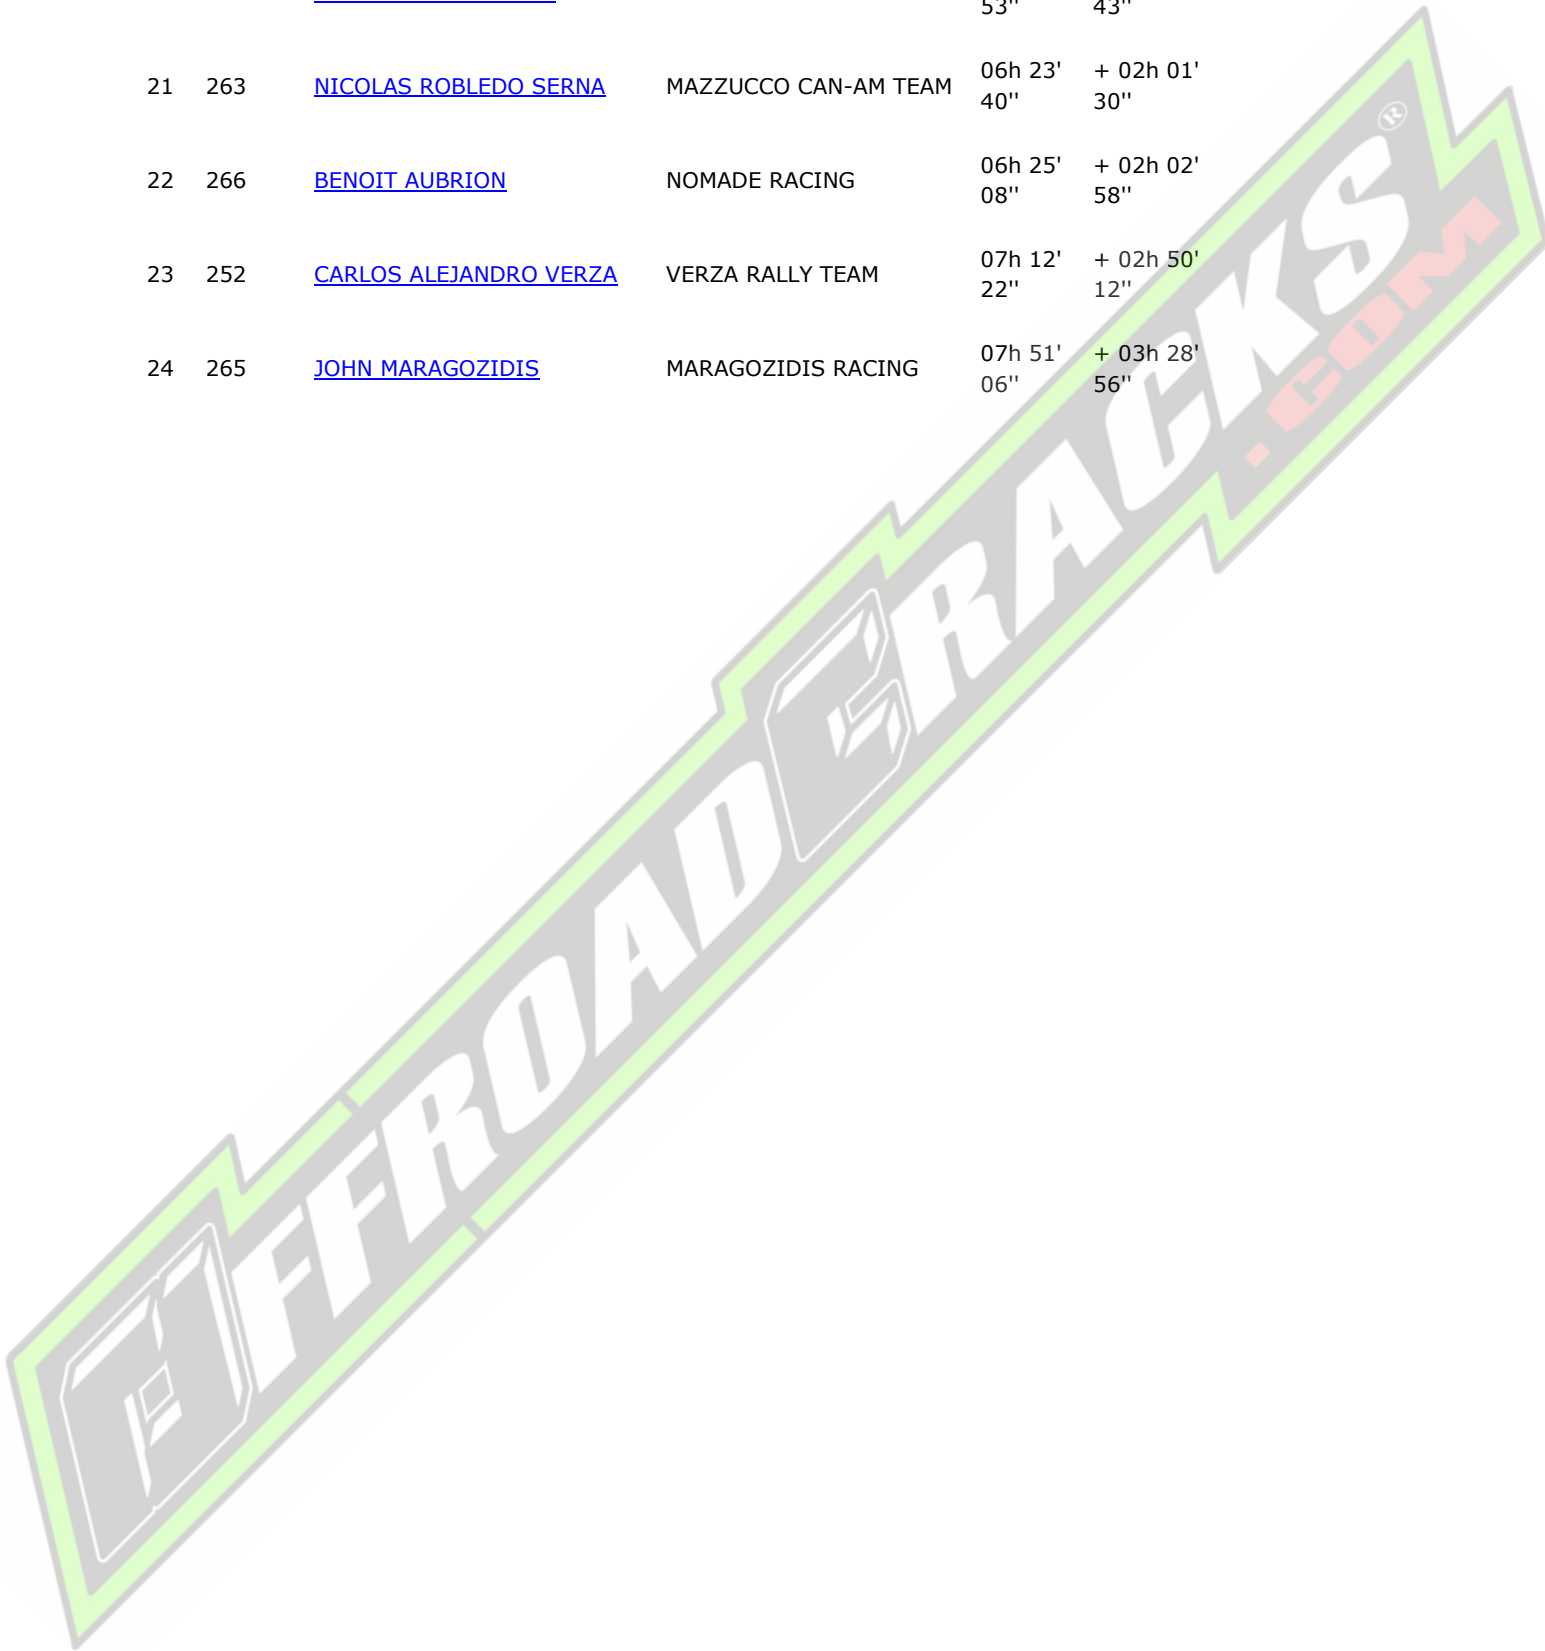 53'' 43''
21 263 NICOLAS ROBLEDO SERNA MAZZUCCO CAN-AM TEAM 06h 23' + 02h 01'
40'' 30''
22 266 BENOIT AUBRION NOMADE RACING 06h 25' + 02h 02'
08'' 58''
23 252 CARLOS ALEJANDRO VERZA VERZA RALLY TEAM 07h 12' + 02h 50'
22'' 12''
24 265 JOHN MARAGOZIDIS MARAGOZIDIS RACING 07h 51' + 03h 28'
06'' 56''
OFFROADCRACKS®
.COM